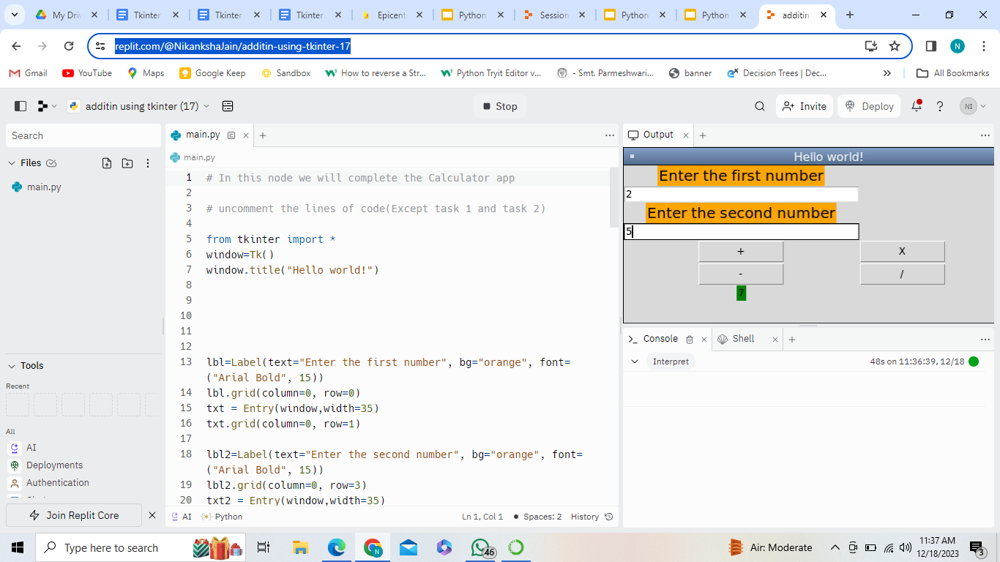 My Driv
Tkinter
Tkinter
Tkinter
Epicent
Python
Session
Python
Python
additin
replit.com/@NikankshaJain/additin-using-tkinter-17
N
Gmail
YouTube
Maps
Google Keep
Sandbox
How to reverse a Str...
Python Tryit Editor v...
- Smt. Parmeshwari...
banner
Decision Trees | Dec...
All Bookmarks
additin using tkinter (17)
Stop
Invite
Deploy
NI
Search
Files
main.py
Tools
Recent
All
AI
Deployments
Authentication
Join Replit Core
main.py
main.py
1 # In this node we will complete the Calculator app
2
3 # uncomment the lines of code(Except task 1 and task 2)
4
5 from tkinter import *
6 window=Tk()
7 window.title("Hello world!")
8
9
10
11
12
13 lbl=Label(text="Enter the first number", bg="orange", font=
("Arial Bold", 15))
14 lbl.grid(column=0, row=0)
15 txt = Entry(window,width=35)
16 txt.grid(column=0, row=1)
17
18 lbl2=Label(text="Enter the second number", bg="orange", font=
("Arial Bold", 15))
19 lbl2.grid(column=0, row=3)
20 txt2 = Entry(window,width=35)
AI
Python
Ln 1, Col 1
Spaces: 2
History
Output
Hello world!
Enter the first number
2
Enter the second number
5
+ X
- /
7
Console
Shell
Interpret
48s on 11:36:39, 12/18
Type here to search
46
Air: Moderate
11:37 AM
12/18/2023
3